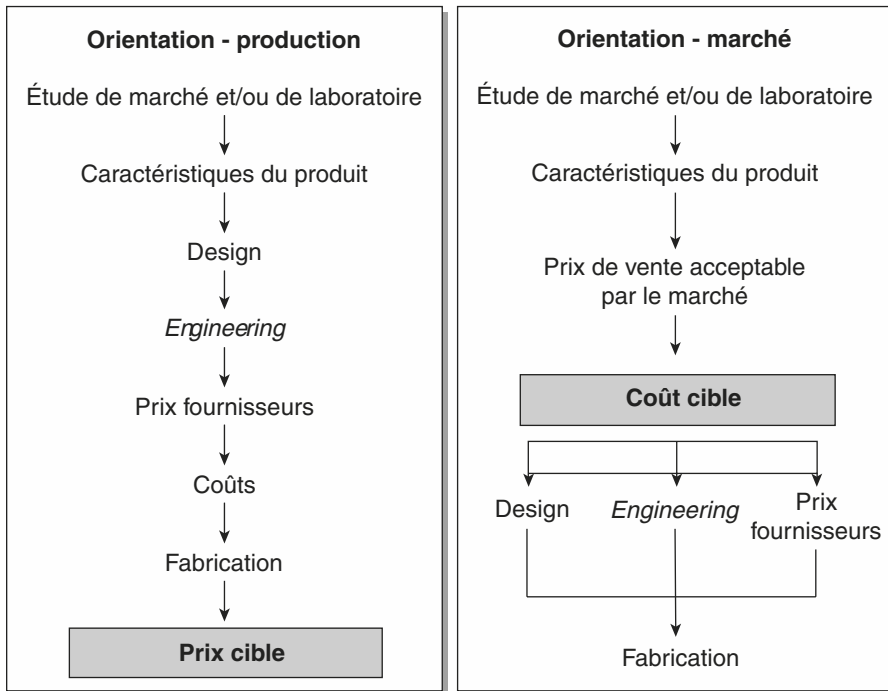 Orientation - production
Étude de marché et/ou de laboratoire
Caractéristiques du produit
Design
Engineering
Prix fournisseurs
Coûts
Fabrication
Prix cible
Orientation - marché
Étude de marché et/ou de laboratoire
Caractéristiques du produit
Prix de vente acceptable
par le marché
Coût cible
Design
Engineering
Prix
fournisseurs
Fabrication